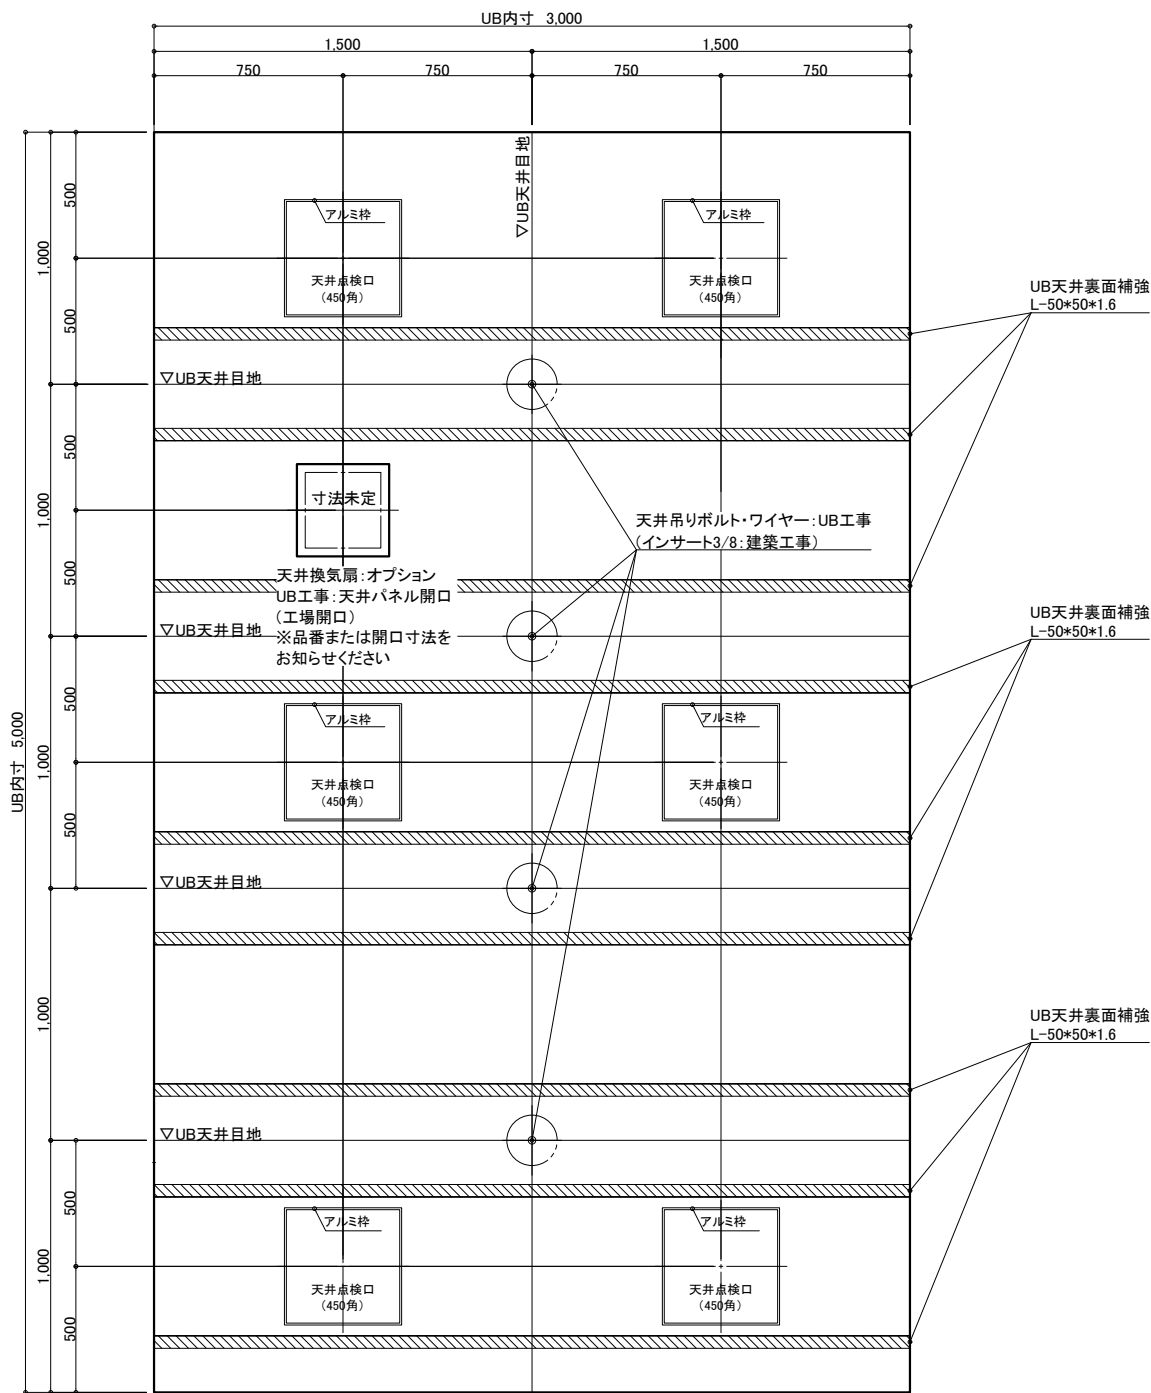 UB内寸 3,000
1,500
1,500
750
750
750
750
▽UB天井目地
UB内寸 5,000
1,000
1,000
1,000
1,000
1,000
500
500
500
500
500
500
500
500
アルミ枠
天井点検口
(450角)
アルミ枠
天井点検口
(450角)
UB天井裏面補強
L-50*50*1.6
▽UB天井目地
寸法未定
天井吊りボルト・ワイヤー:UB工事
(インサート3/8:建築工事)
天井換気扇:オプション
UB工事:天井パネル開口
(工場開口)
※品番または開口寸法を
お知らせください
▽UB天井目地
UB天井裏面補強
L-50*50*1.6
アルミ枠
天井点検口
(450角)
アルミ枠
天井点検口
(450角)
▽UB天井目地
UB天井裏面補強
L-50*50*1.6
▽UB天井目地
アルミ枠
天井点検口
(450角)
アルミ枠
天井点検口
(450角)